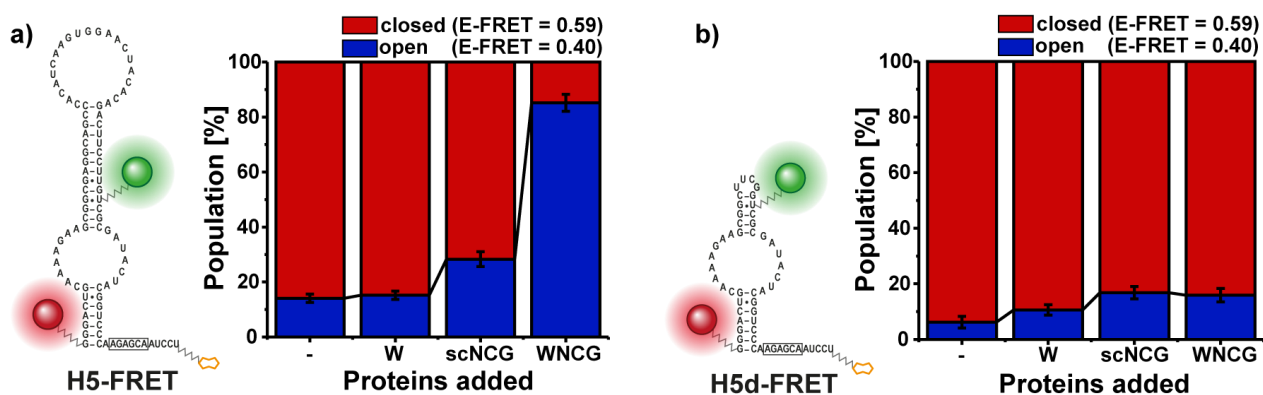 a)
closed (E-FRET = 0.59)
open (E-FRET = 0.40)
Population [%]
100
80
60
40
20
0
- W scNCG WNCG
Proteins added
CAAGAGCAAUCCU
H5-FRET
b)
closed (E-FRET = 0.59)
open (E-FRET = 0.40)
Population [%]
100
80
60
40
20
0
- W scNCG WNCG
Proteins added
CAAGAGCAAUCCU
H5d-FRET